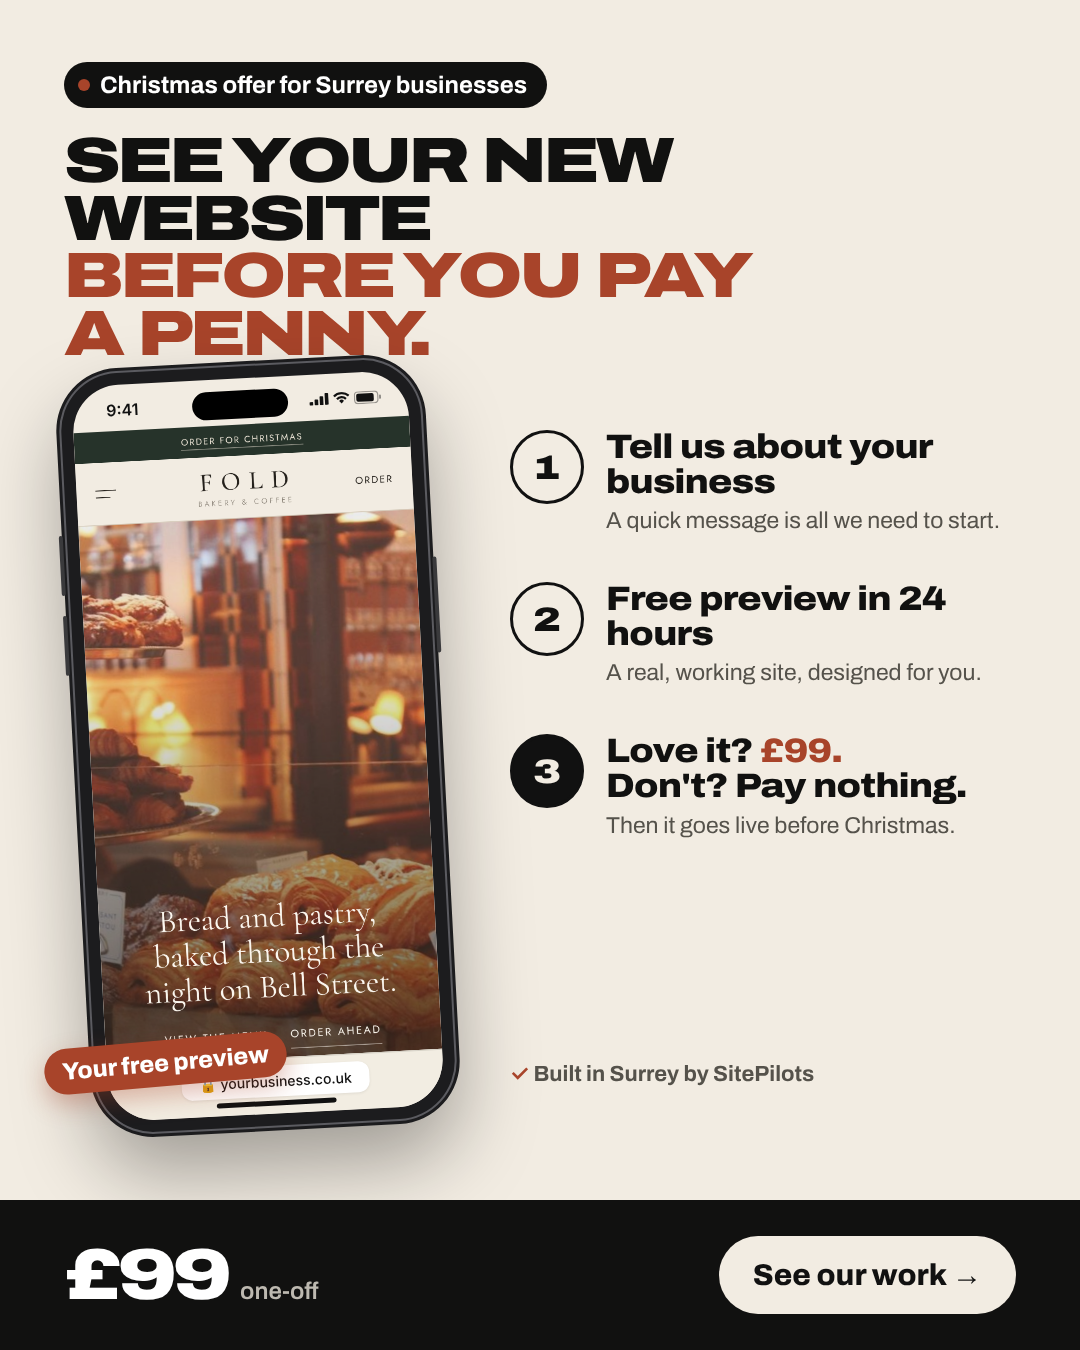 Christmas offer for Surrey businesses
SEE YOUR NEW
WEBSITE
BEFORE YOU PAY
A PENNY.
9:41
ORDER FOR CHRISTMAS
FOLD
BAKERY & COFFEE
ORDER
Bread and pastry,
baked through the
night on Bell Street.
ORDER AHEAD
Your free preview
yourbusiness.co.uk
1
Tell us about your
business
A quick message is all we need to start.
2
Free preview in 24
hours
A real, working site, designed for you.
3
Love it? £99.
Don't? Pay nothing.
Then it goes live before Christmas.
✓ Built in Surrey by SitePilots
£99 one-off
See our work →